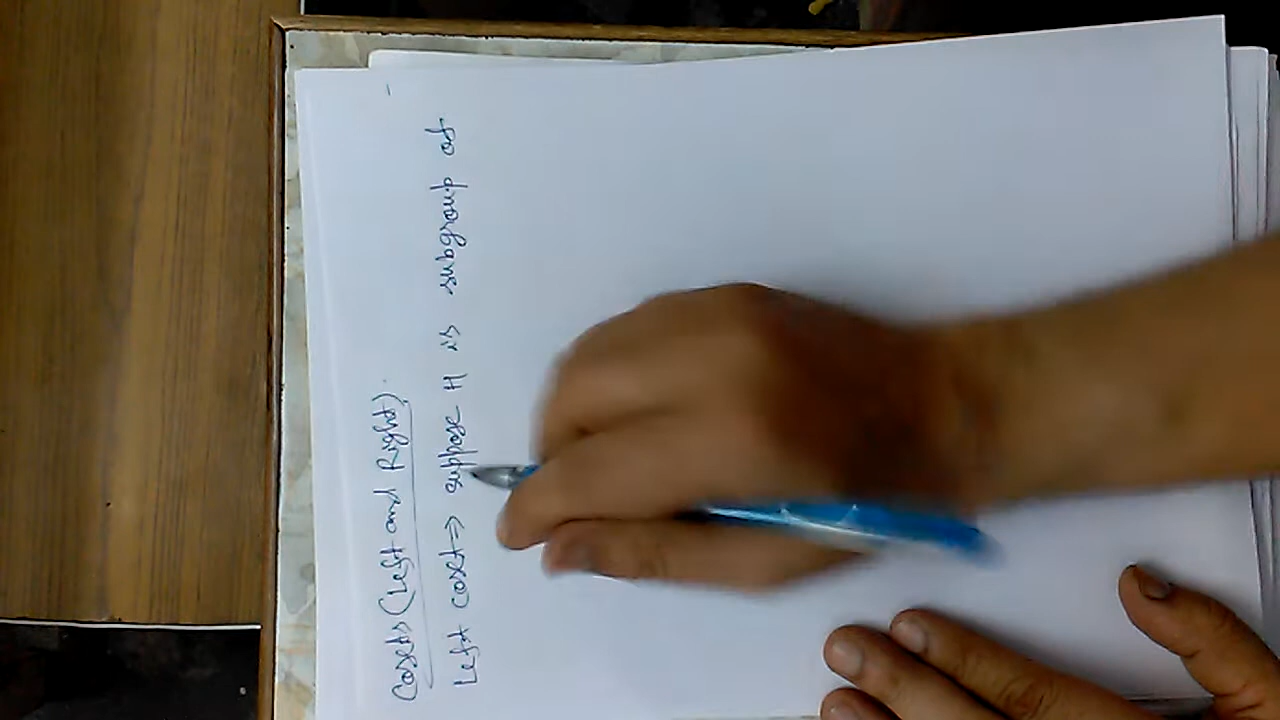 Cosets (Left and Right)
Left coset => suppose H is subgroup of